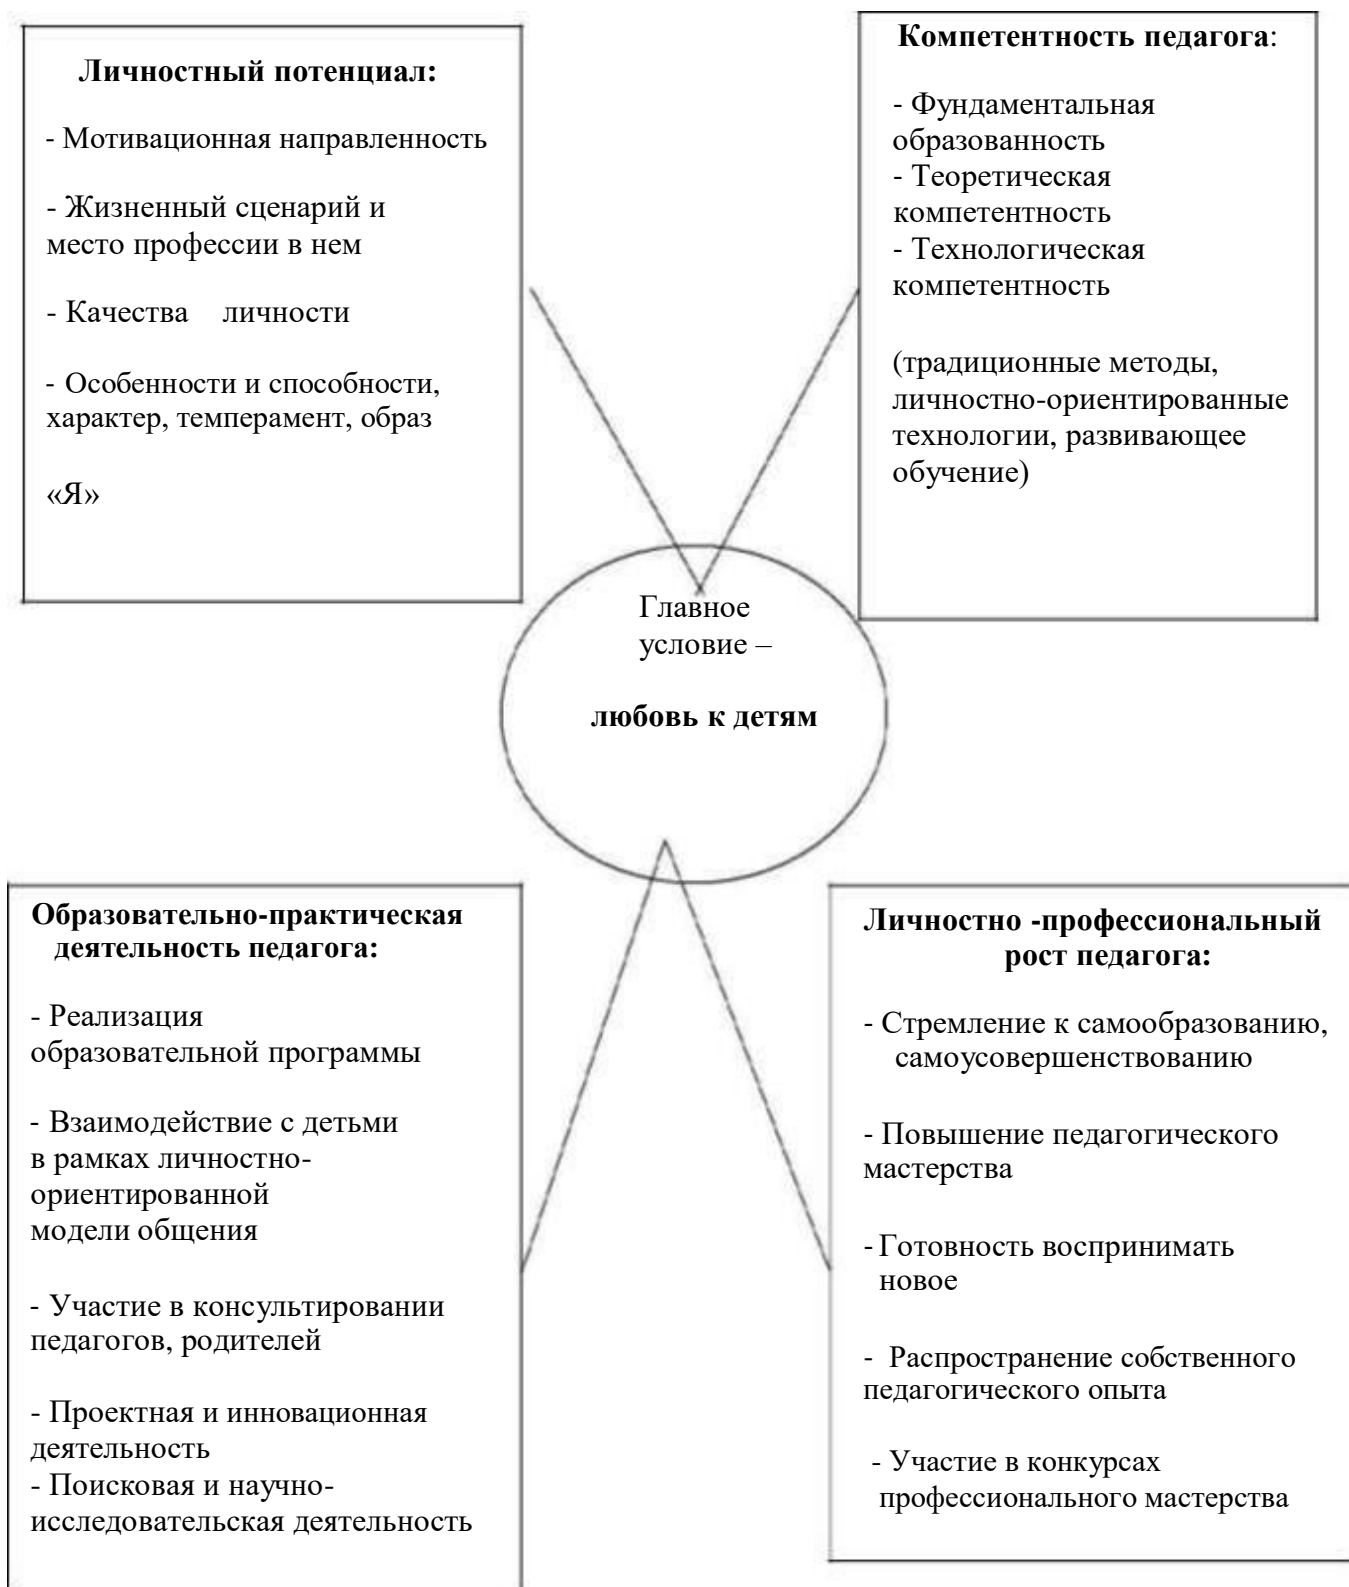 Личностный потенциал:
- Мотивационная направленность
- Жизненный сценарий и
место профессии в нем
- Качества личности
- Особенности и способности,
характер, темперамент, образ
«Я»
Компетентность педагога:
- Фундаментальная
образованность
- Теоретическая
компетентность
- Технологическая
компетентность
(традиционные методы,
личностно-ориентированные
технологии, развивающее
обучение)
Главное
условие –
любовь к детям
Образовательно-практическая
деятельность педагога:
- Реализация
образовательной программы
- Взаимодействие с детьми
в рамках личностно-
ориентированной
модели общения
- Участие в консультировании
педагогов, родителей
- Проектная и инновационная
деятельность
- Поисковая и научно-
исследовательская деятельность
Личностно -профессиональный
рост педагога:
- Стремление к самообразованию,
самоусовершенствованию
- Повышение педагогического
мастерства
- Готовность воспринимать
новое
- Распространение собственного
педагогического опыта
- Участие в конкурсах
профессионального мастерства